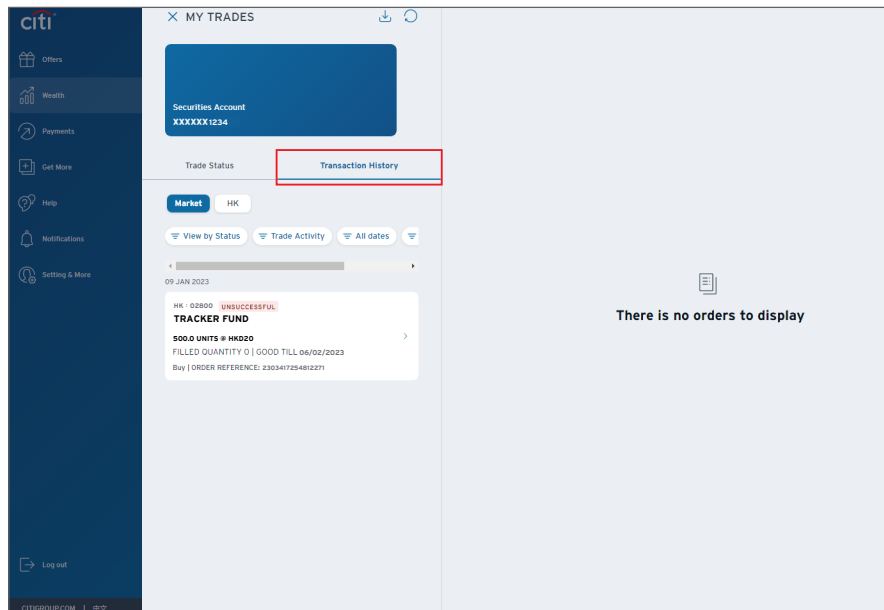 citi
Offers
Wealth
Payments
Get More
Help
Notifications
Setting & More
Log out
CITIGROUP.COM | 中文
MY TRADES
Securities Account
XXXXXX1234
Trade Status
Transaction History
Market
HK
View by Status
Trade Activity
All dates
09 JAN 2023
HK : 02800 UNSUCCESSFUL
TRACKER FUND
500.0 UNITS @ HKD20
FILLED QUANTITY 0 | GOOD TILL 06/02/2023
Buy | ORDER REFERENCE: 2303417254812271
There is no orders to display